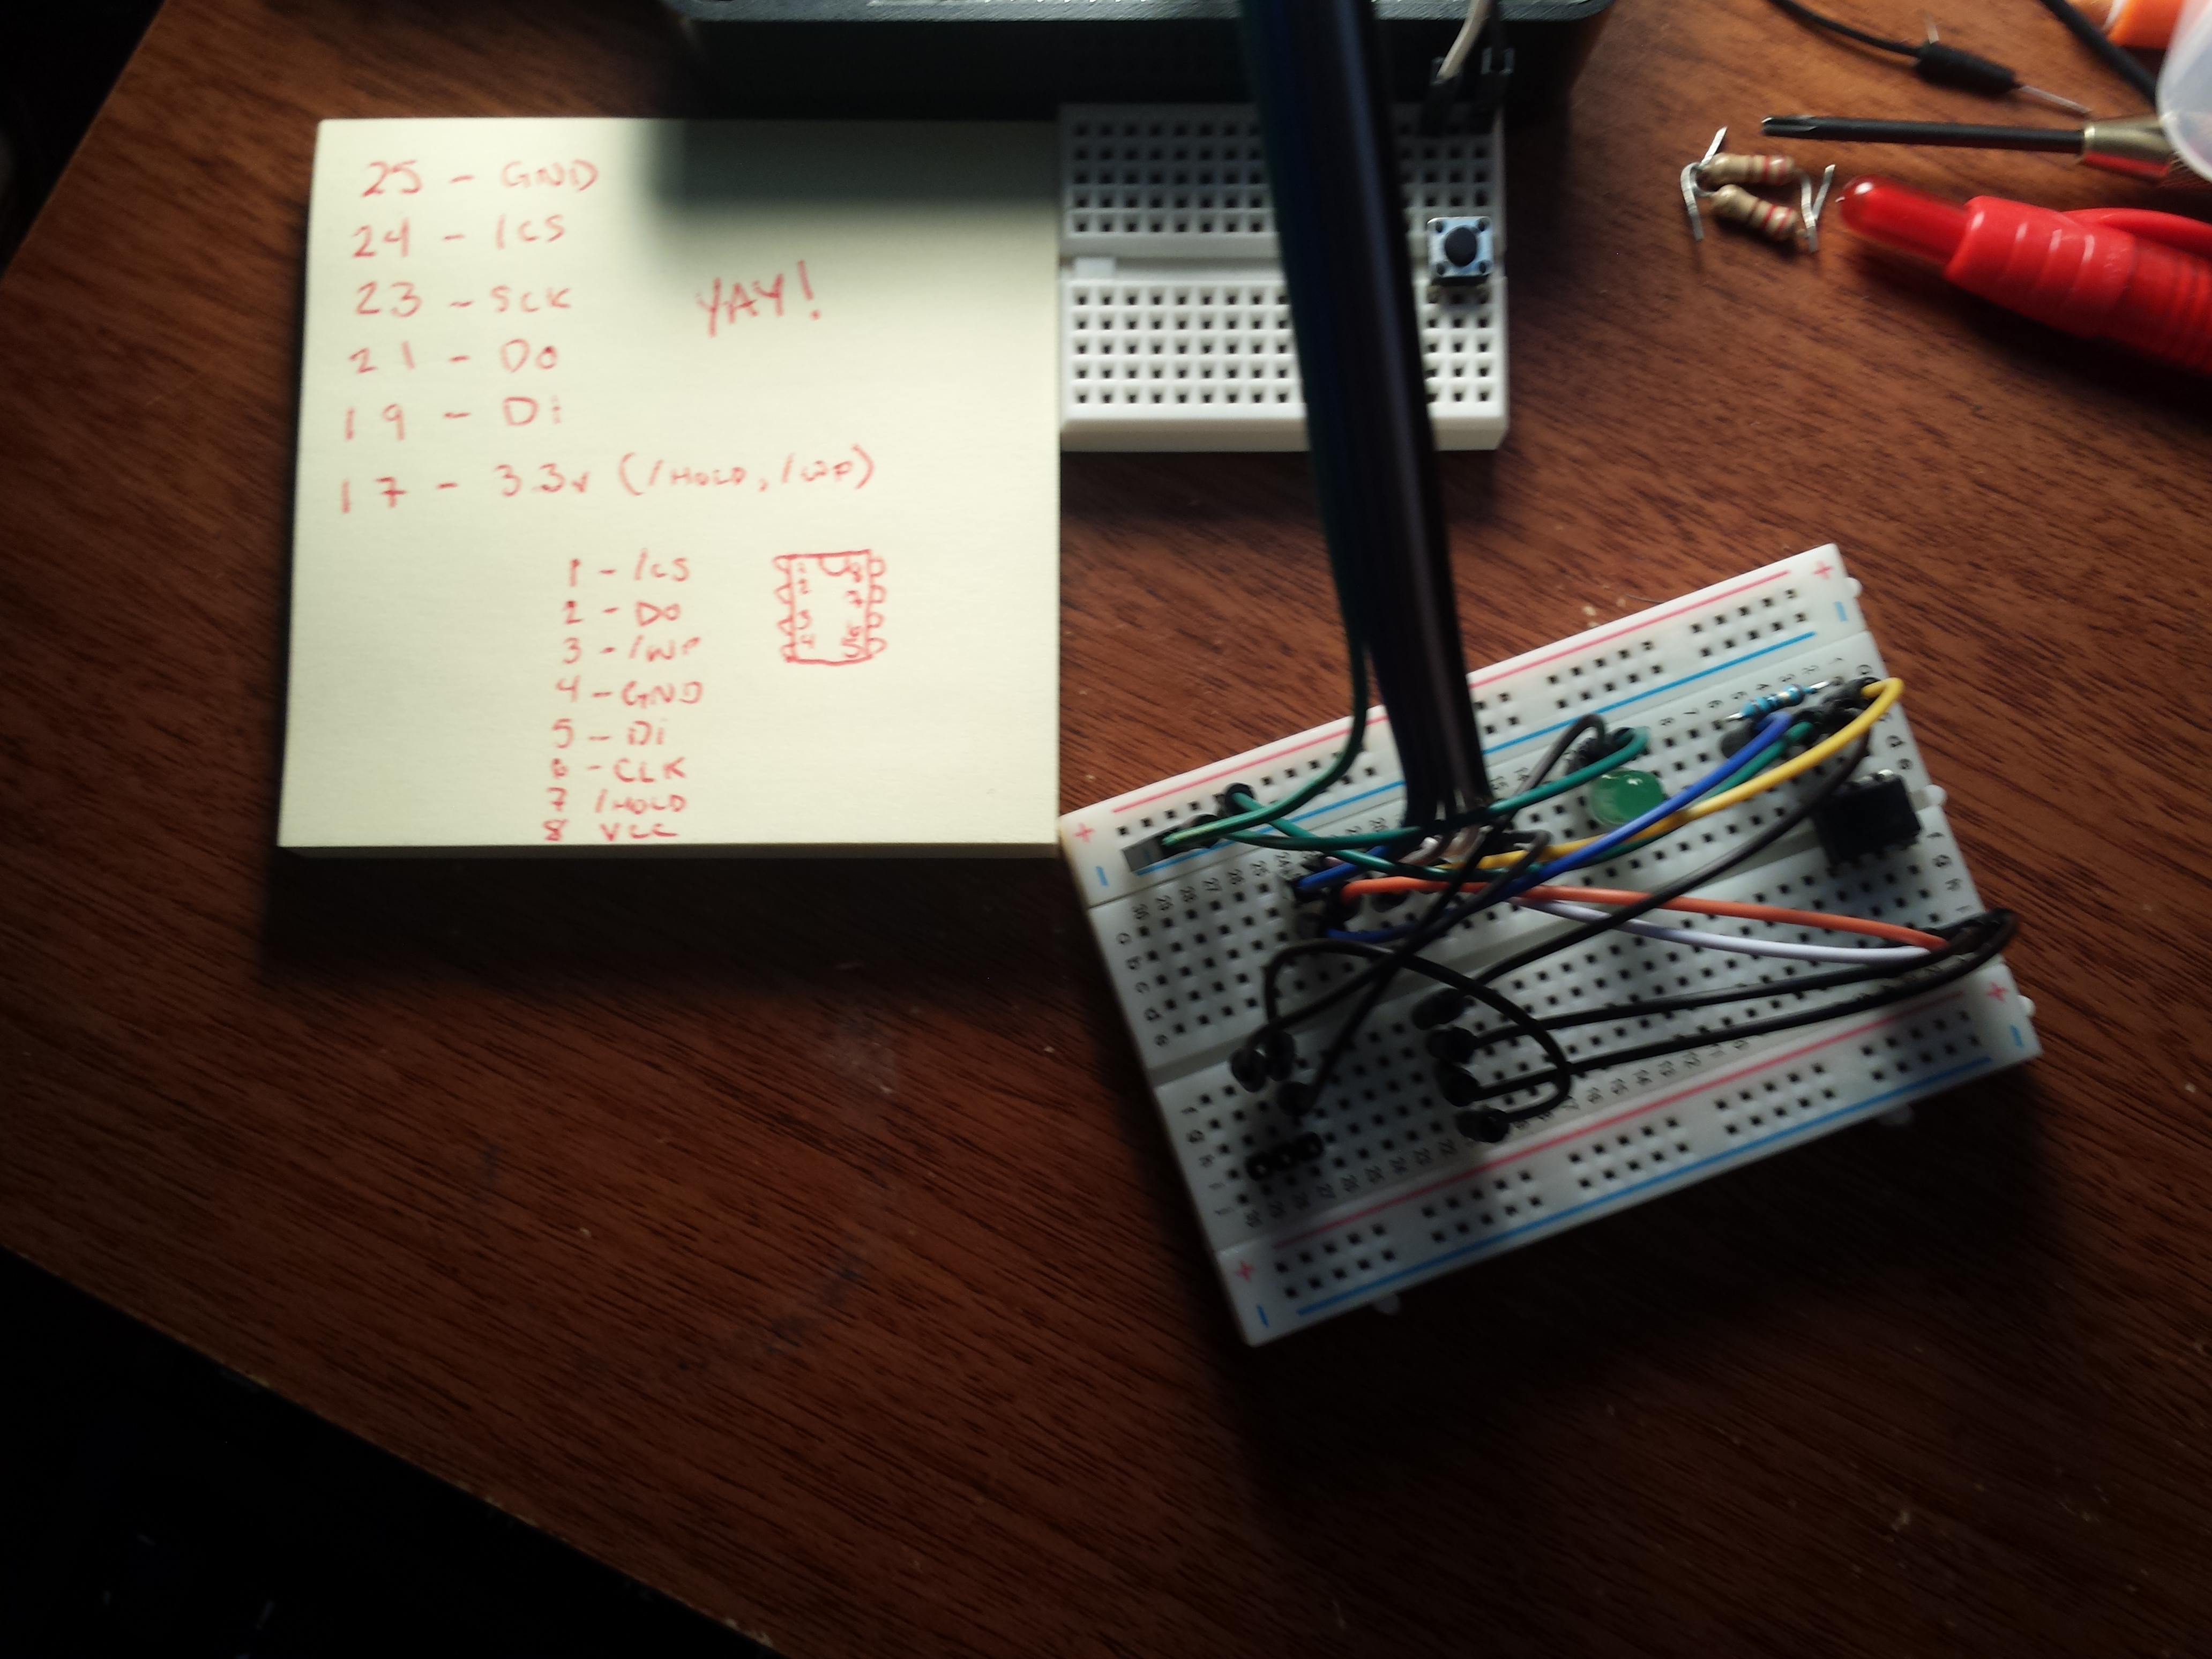 25 - GND
24 - /CS
23 - SCK
YAY!
21 - DO
19 - Di
17 - 3.3v (/HOLD, /WP)
1 - /CS
2 - DO
3 - /WP
4 - GND
5 - Di
6 - CLK
7 /HOLD
8 VCC
1 8
2 7
3 6
4 5